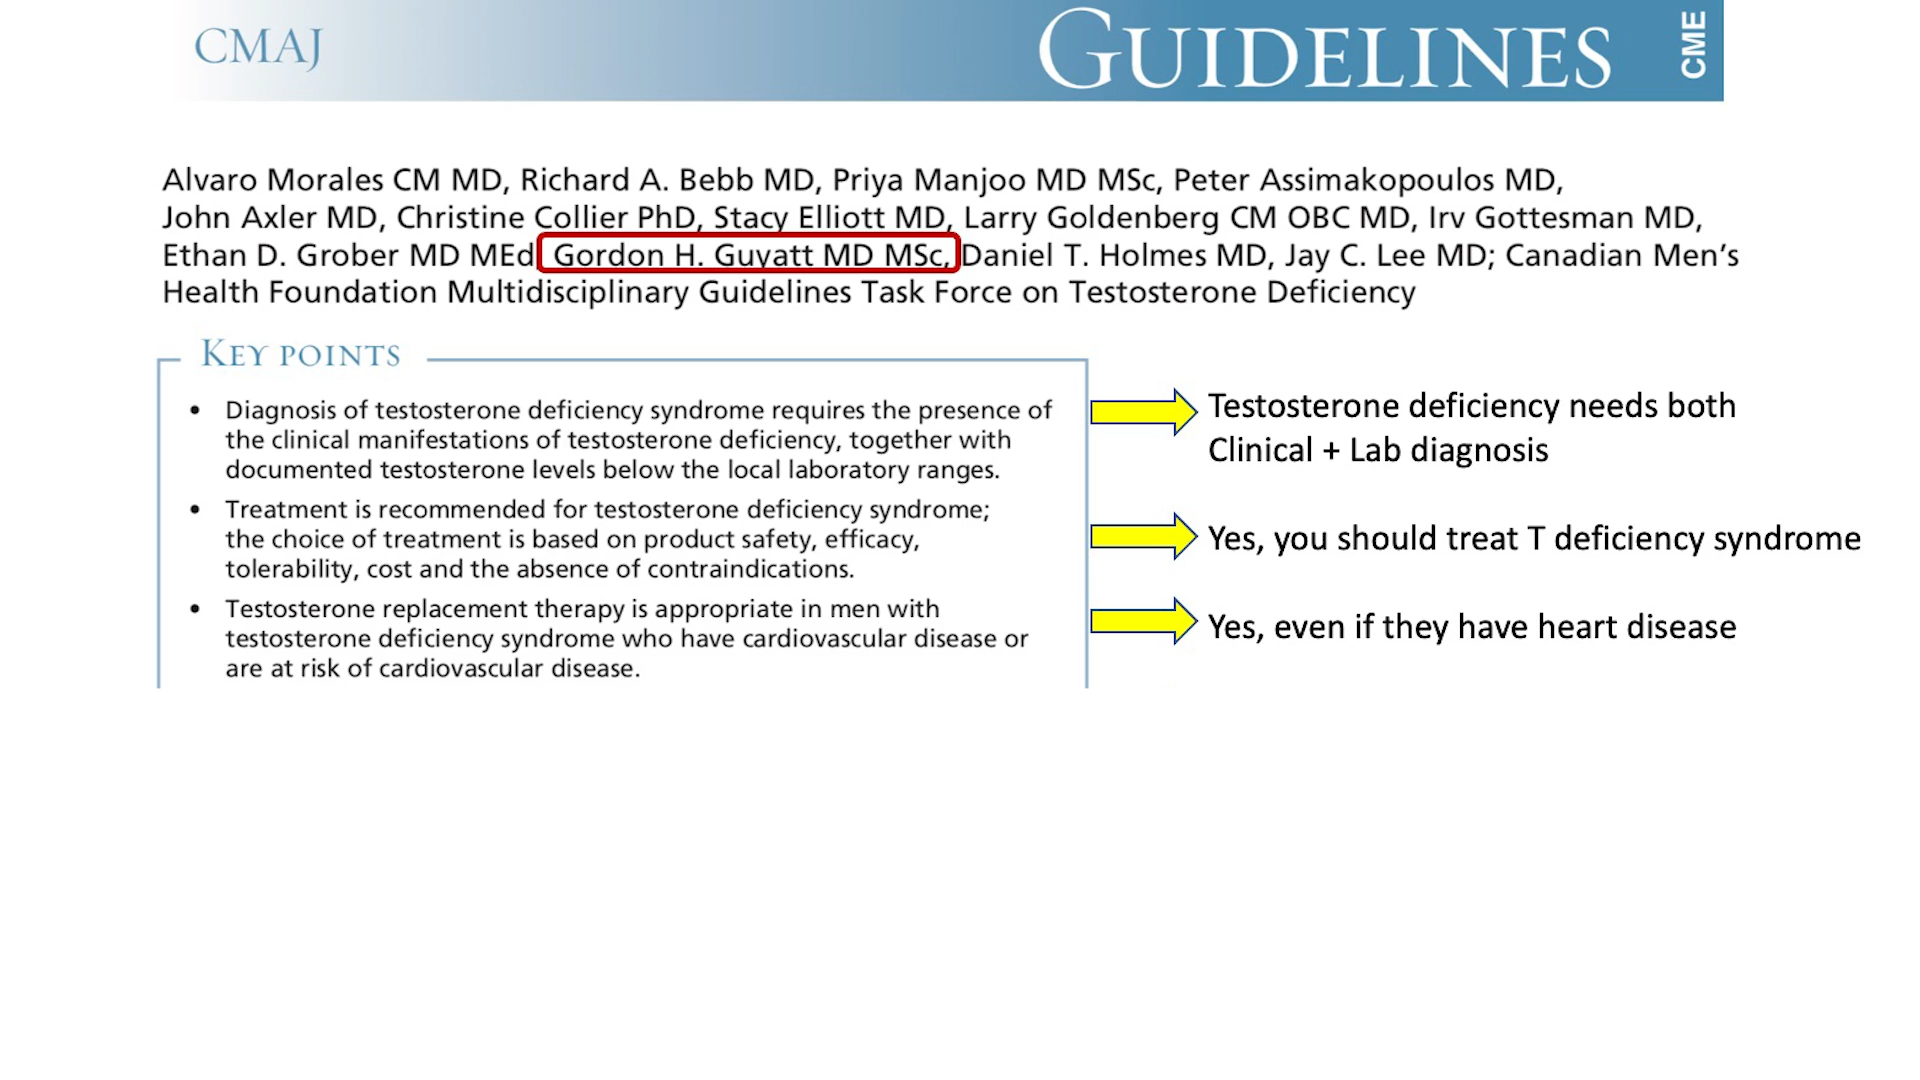 CMAJ
GUIDELINES
CME
Alvaro Morales CM MD, Richard A. Bebb MD, Priya Manjoo MD MSc, Peter Assimakopoulos MD,
John Axler MD, Christine Collier PhD, Stacy Elliott MD, Larry Goldenberg CM OBC MD, Irv Gottesman MD,
Ethan D. Grober MD MEd, Gordon H. Guyatt MD MSc, Daniel T. Holmes MD, Jay C. Lee MD; Canadian Men’s
Health Foundation Multidisciplinary Guidelines Task Force on Testosterone Deficiency
KEY POINTS
• Diagnosis of testosterone deficiency syndrome requires the presence of
the clinical manifestations of testosterone deficiency, together with
documented testosterone levels below the local laboratory ranges.
• Treatment is recommended for testosterone deficiency syndrome;
the choice of treatment is based on product safety, efficacy,
tolerability, cost and the absence of contraindications.
• Testosterone replacement therapy is appropriate in men with
testosterone deficiency syndrome who have cardiovascular disease or
are at risk of cardiovascular disease.
Testosterone deficiency needs both
Clinical + Lab diagnosis
Yes, you should treat T deficiency syndrome
Yes, even if they have heart disease